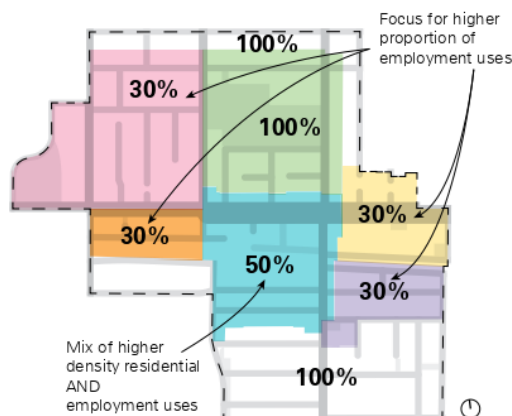 Focus for higher
proportion of
employment uses
100%
30%
100%
30%
30%
50%
30%
Mix of higher
density residential
AND
employment uses
100%